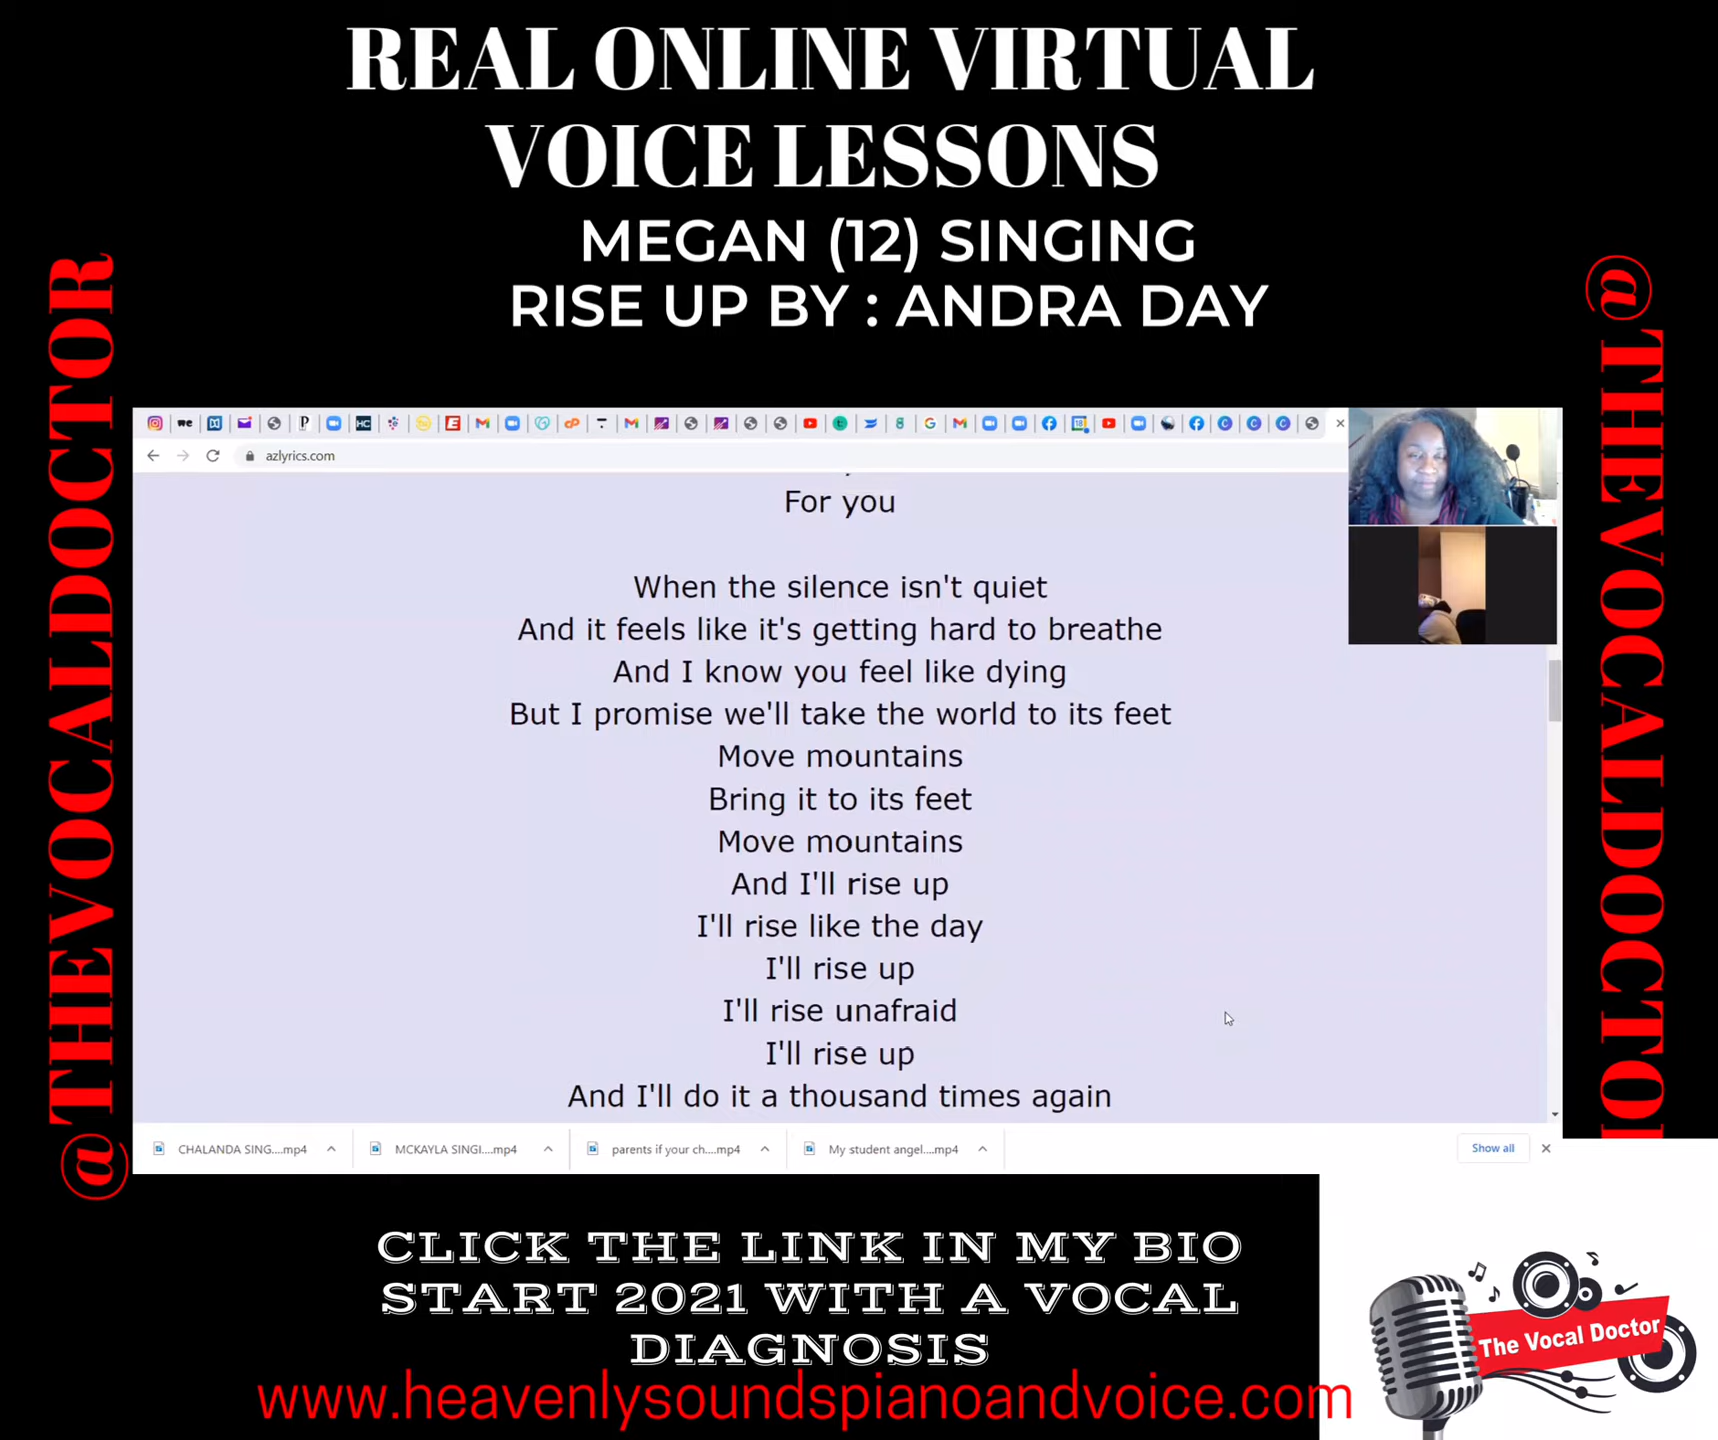 REAL ONLINE VIRTUAL
VOICE LESSONS
MEGAN (12) SINGING
RISE UP BY : ANDRA DAY
@THEVOCALDOCTOR
@THEVOCALDOCTO
azlyrics.com
For you
When the silence isn't quiet
And it feels like it's getting hard to breathe
And I know you feel like dying
But I promise we'll take the world to its feet
Move mountains
Bring it to its feet
Move mountains
And I'll rise up
I'll rise like the day
I'll rise up
I'll rise unafraid
I'll rise up
And I'll do it a thousand times again
CHALANDA SING....mp4
MCKAYLA SINGI....mp4
parents if your ch....mp4
My student angel....mp4
Show all
CLICK THE LINK IN MY BIO
START 2021 WITH A VOCAL
DIAGNOSIS
www.heavenlysoundspianoandvoice.com
The Vocal Doctor